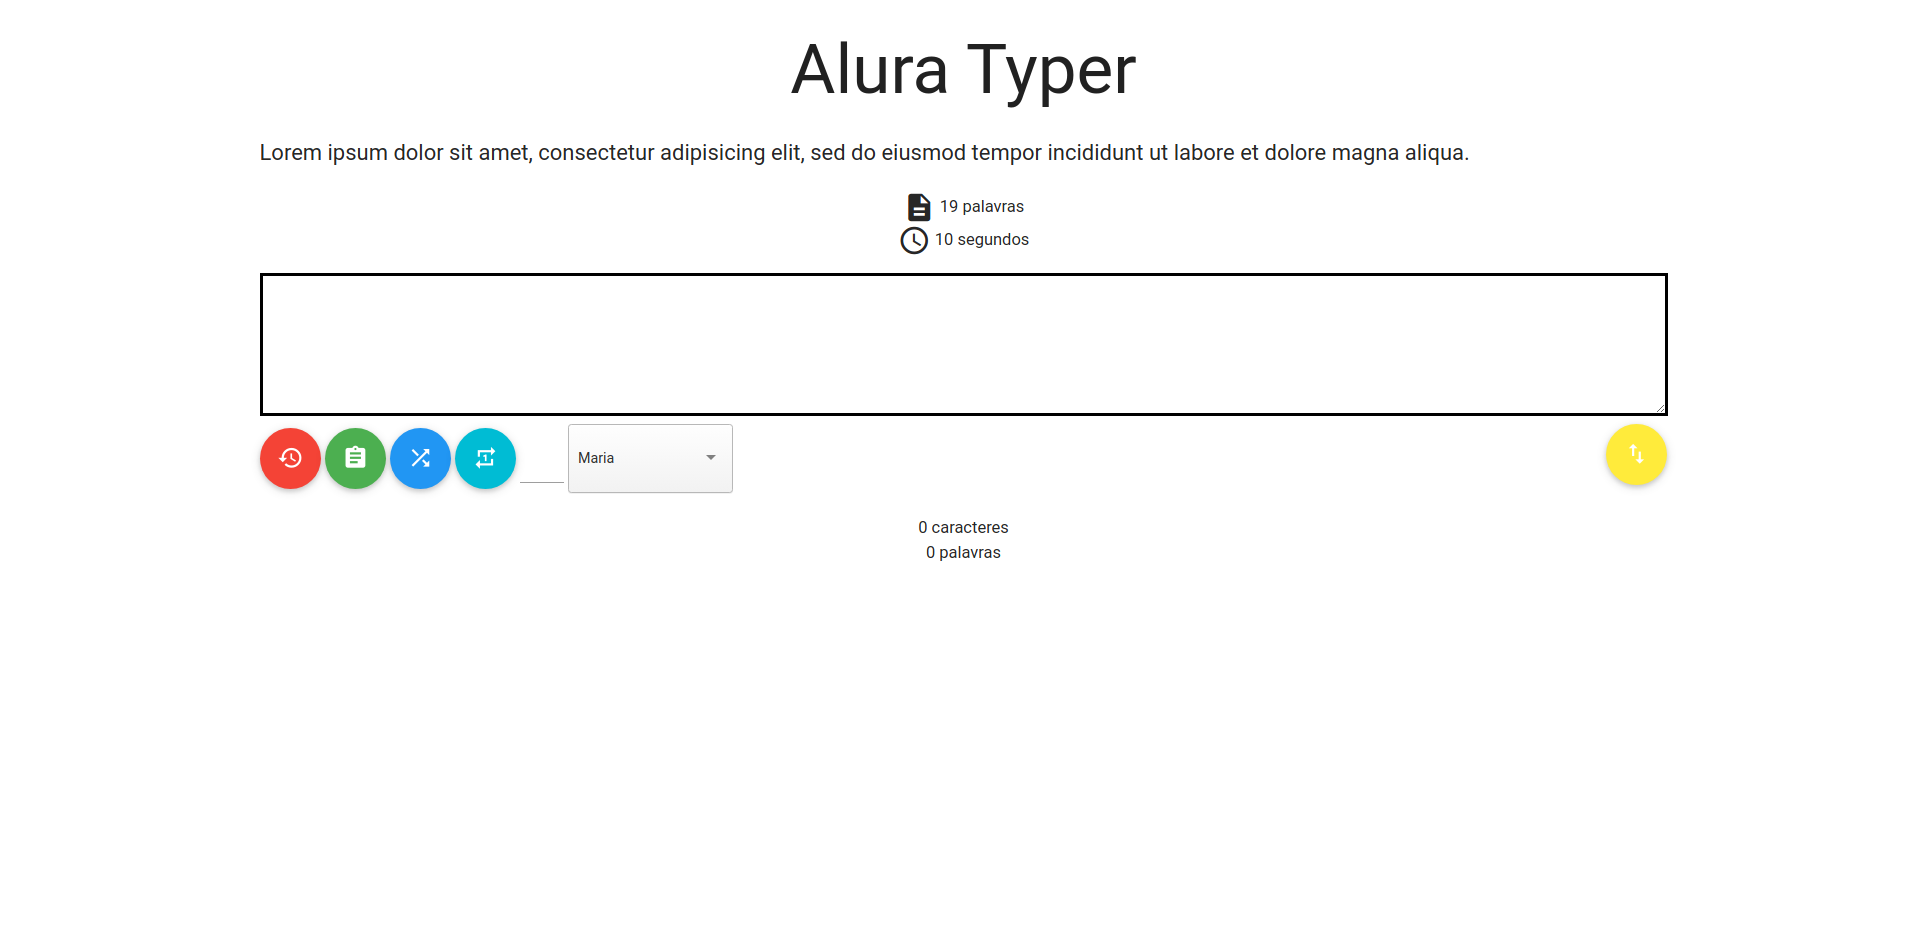 Alura Typer
Lorem ipsum dolor sit amet, consectetur adipisicing elit, sed do eiusmod tempor incididunt ut labore et dolore magna aliqua.
19 palavras
10 segundos
1
Maria
0 caracteres
0 palavras